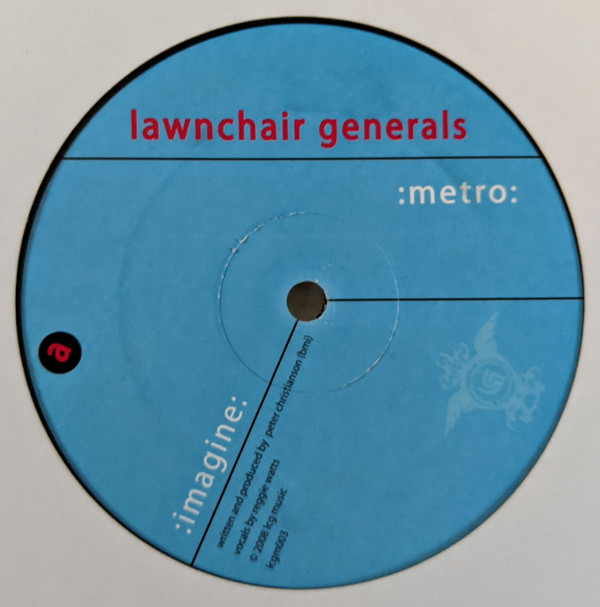 lawnchair generals
:metro:
a
:imagine:
written and produced by peter christianson (bmi)
vocals by reggie watts
© 2008 lcg music
lcgm003